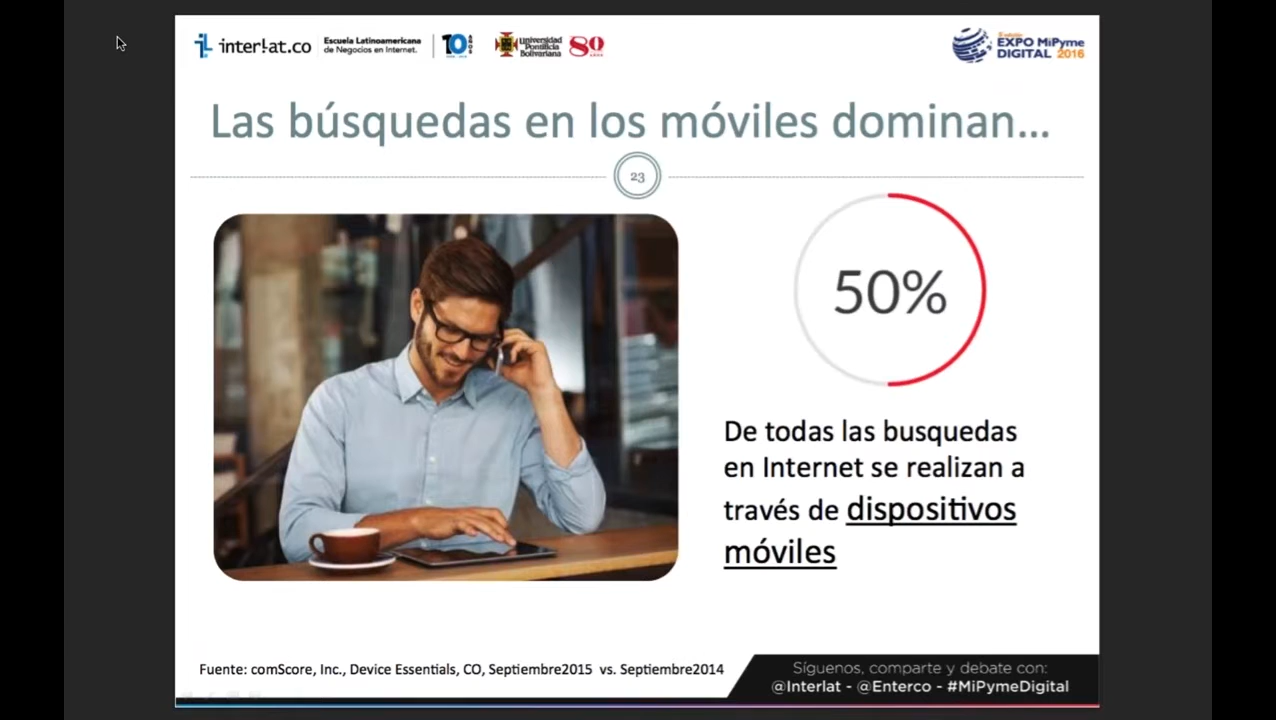 interlat.co
Escuela Latinoamericana
de Negocios en Internet.
10 AÑOS
Universidad
Pontificia
Bolivariana
80
EXPO MiPyme
DIGITAL 2016
Las búsquedas en los móviles dominan...
23
50%
De todas las busquedas
en Internet se realizan a
través de dispositivos
móviles
Fuente: comScore, Inc., Device Essentials, CO, Septiembre2015 vs. Septiembre2014
Síguenos, comparte y debate con:
@Interlat - @Enterco - #MiPymeDigital